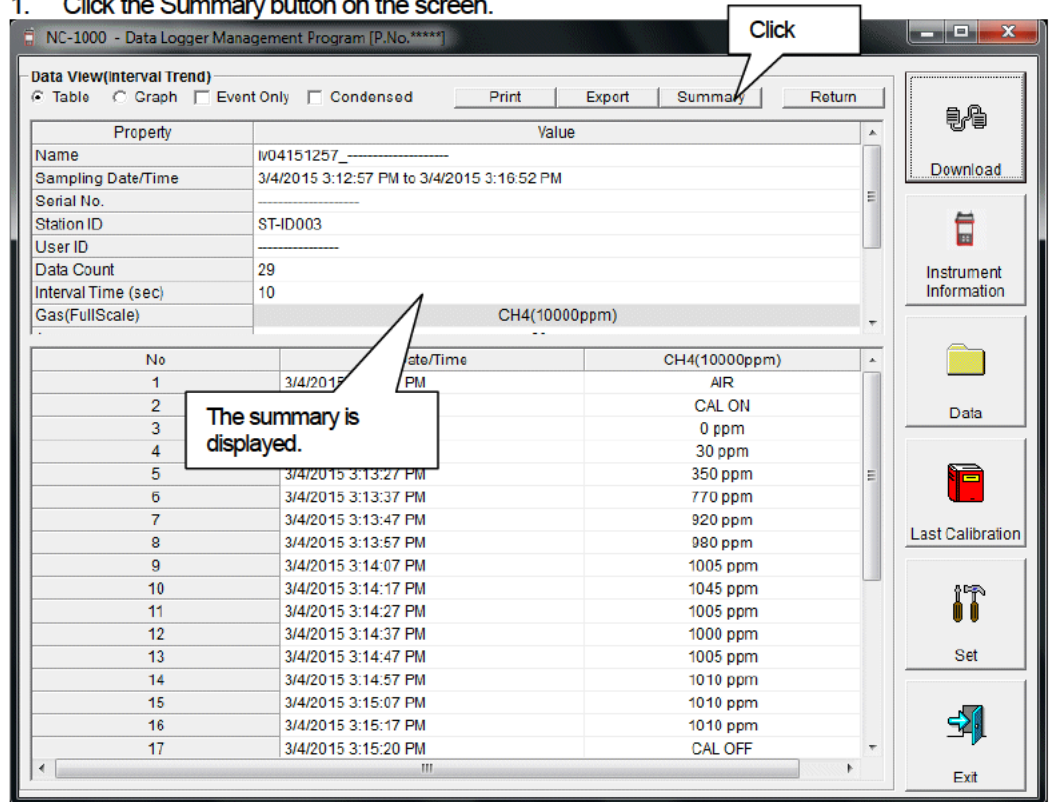 1. Click the Summary button on the screen.
Click
NC-1000 - Data Logger Management Program [P.No.*****]
Data View(Interval Trend)
Table Graph Event Only Condensed Print Export Summary Return
Property Value
Name lv04151257_--------------------
Sampling Date/Time 3/4/2015 3:12:57 PM to 3/4/2015 3:16:52 PM
Serial No. --------------------
Station ID ST-ID003
User ID ----------------
Data Count 29
Interval Time (sec) 10
Gas(FullScale) CH4(10000ppm)
No ate/Time CH4(10000ppm)
1 3/4/2015 PM AIR
2 CAL ON
3 0 ppm
4 30 ppm
The summary is
displayed.
5 3/4/2015 3:13:27 PM 350 ppm
6 3/4/2015 3:13:37 PM 770 ppm
7 3/4/2015 3:13:47 PM 920 ppm
8 3/4/2015 3:13:57 PM 980 ppm
9 3/4/2015 3:14:07 PM 1005 ppm
10 3/4/2015 3:14:17 PM 1045 ppm
11 3/4/2015 3:14:27 PM 1005 ppm
12 3/4/2015 3:14:37 PM 1000 ppm
13 3/4/2015 3:14:47 PM 1005 ppm
14 3/4/2015 3:14:57 PM 1010 ppm
15 3/4/2015 3:15:07 PM 1010 ppm
16 3/4/2015 3:15:17 PM 1010 ppm
17 3/4/2015 3:15:20 PM CAL OFF
Download
Instrument
Information
Data
Last Calibration
Set
Exit